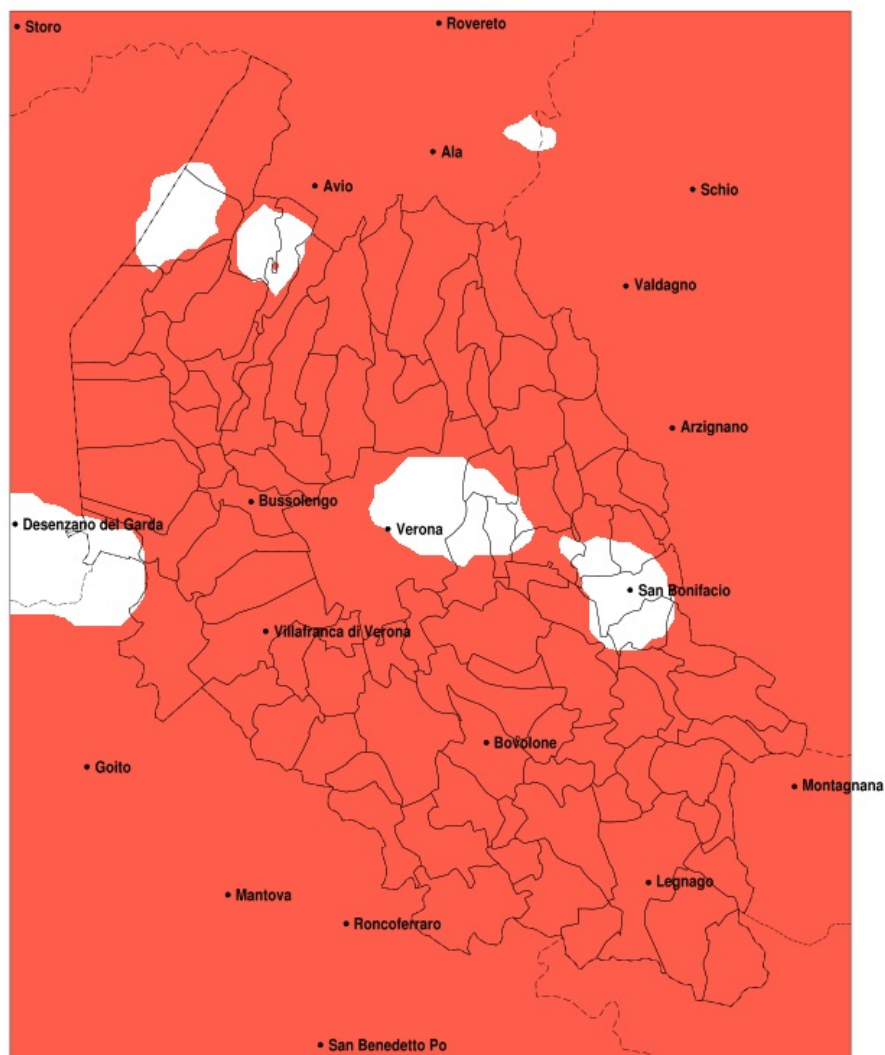 Storo
Rovereto
Ala
Avio
Schio
Valdagno
Arzignano
Bussolengo
Desenzano del Garda
Verona
San Bonifacio
Villafranca di Verona
Bovolone
Goito
Montagnana
Legnago
Mantova
Roncoferraro
San Benedetto Po